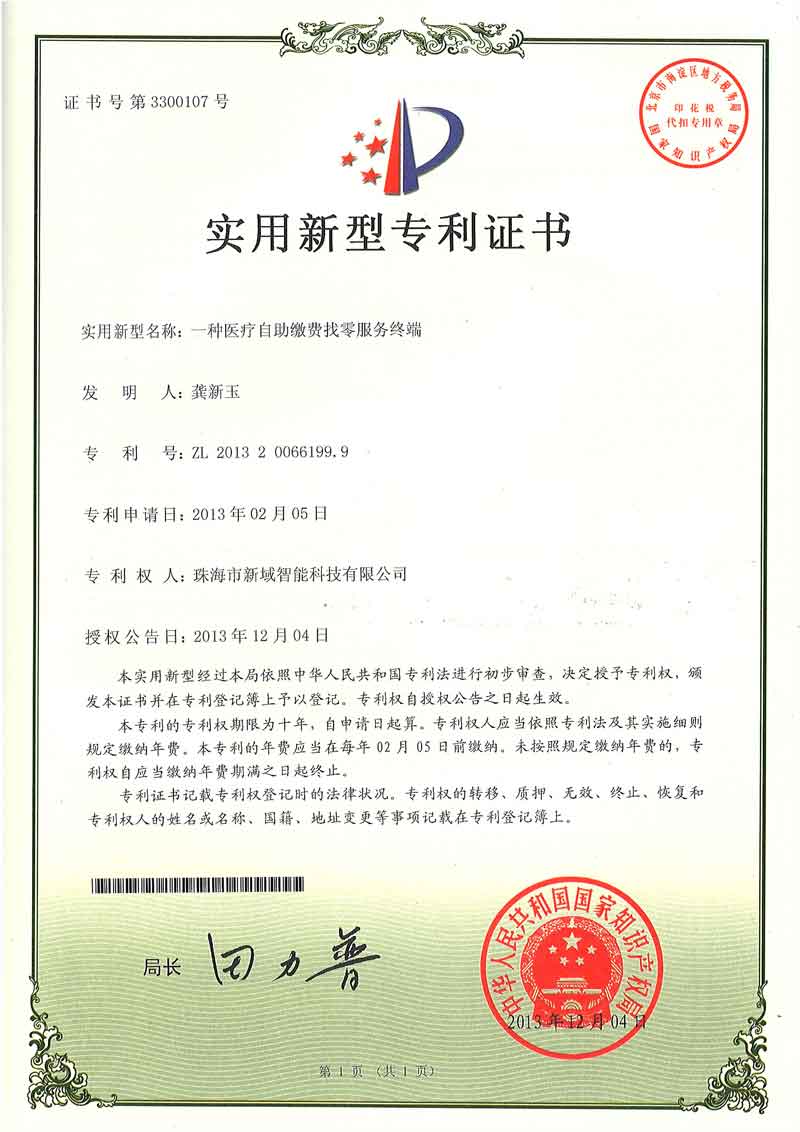 证书号第3300107号
北京市海淀区地方税务局
印花税
代扣专用章
国家知识产权局
实用新型专利证书
实用新型名称：一种医疗自助缴费找零服务终端
发明人：龚新玉
专利号：ZL 2013 2 0066199.9
专利申请日：2013年02月05日
专利权人：珠海市新域智能科技有限公司
授权公告日：2013年12月04日
本实用新型经过本局依照中华人民共和国专利法进行初步审查，决定授予专利权，颁
发本证书并在专利登记簿上予以登记。专利权自授权公告之日起生效。
本专利的专利权期限为十年，自申请日起算。专利权人应当依照专利法及其实施细则
规定缴纳年费。本专利的年费应当在每年02月05日前缴纳。未按照规定缴纳年费的，专
利权自应当缴纳年费期满之日起终止。
专利证书记载专利权登记时的法律状况。专利权的转移、质押、无效、终止、恢复和
专利权人的姓名或名称、国籍、地址变更等事项记载在专利登记簿上。
局长
田力普
中华人民共和国国家知识产权局
2013年12月04日
第1页（共1页）